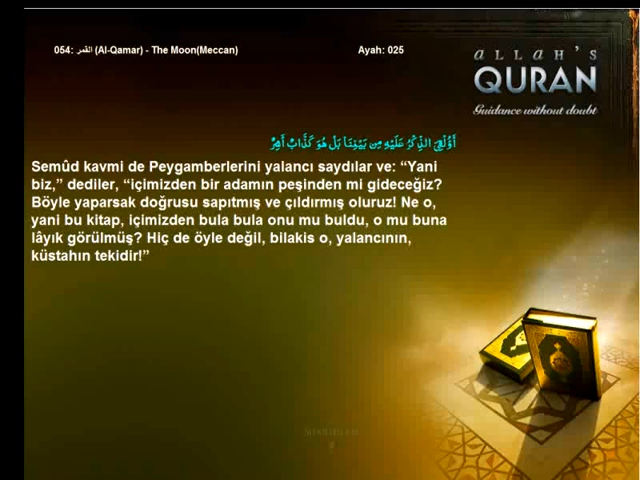 054: القمر (Al-Qamar) - The Moon(Meccan)
Ayah: 025
ALLAH'S
QURAN
Guidance without doubt
أَؤُلْقِيَ الذِّكْرُ عَلَيْهِ مِن بَيْنِنَا بَلْ هُوَ كَذَّابٌ أَشِرٌ
Semûd kavmi de Peygamberlerini yalancı saydılar ve: “Yani
biz,” dediler, “içimizden bir adamın peşinden mi gideceğiz?
Böyle yaparsak doğrusu sapıtmış ve çıldırmış oluruz! Ne o,
yani bu kitap, içimizden bula bula onu mu buldu, o mu buna
lâyık görülmüş? Hiç de öyle değil, bilakis o, yalancının,
küstahın tekidir!”